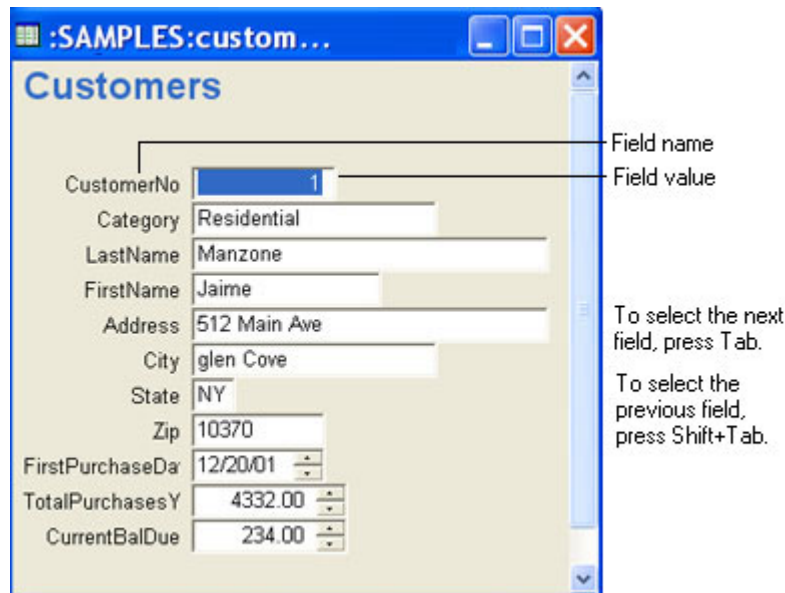 :SAMPLES:custom...
Customers
Field name
CustomerNo 1
Field value
Category Residential
LastName Manzone
FirstName Jaime
Address 512 Main Ave
To select the next
field, press Tab.
City glen Cove
State NY
To select the
previous field,
press Shift+Tab.
Zip 10370
FirstPurchaseDa 12/20/01
TotalPurchasesY 4332.00
CurrentBalDue 234.00